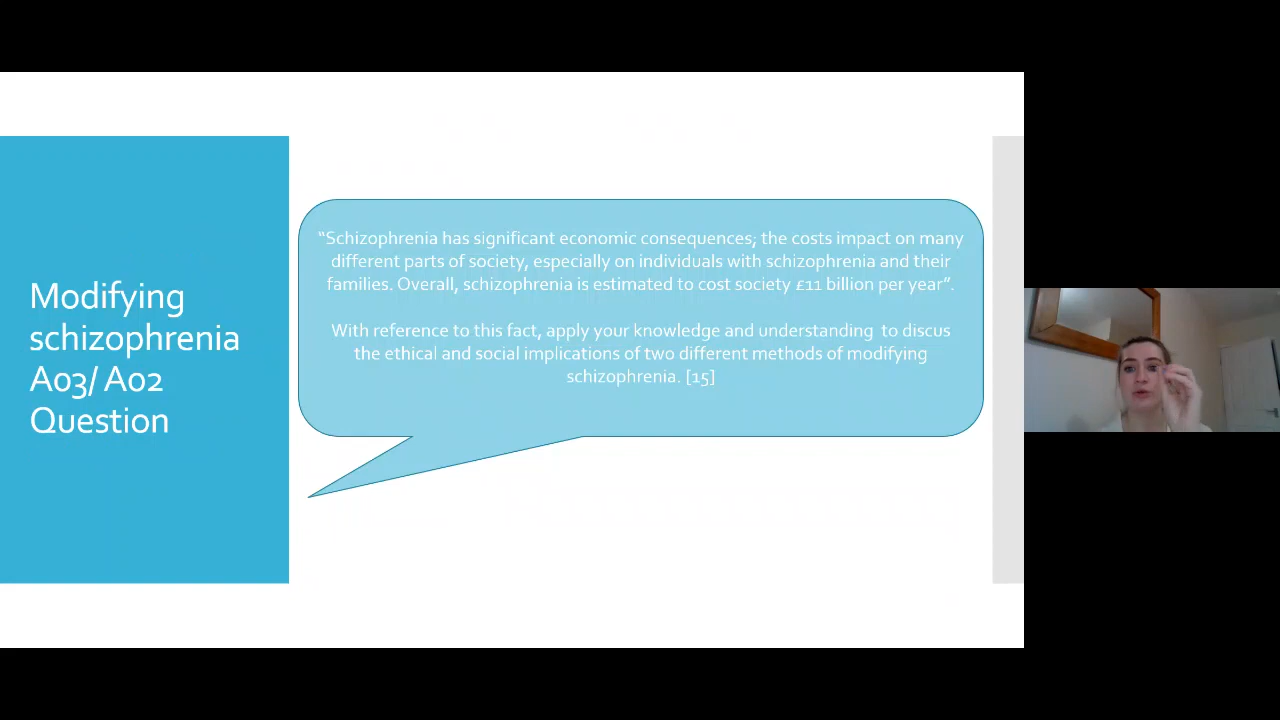 Modifying
schizophrenia
A03/ A02
Question
“Schizophrenia has significant economic consequences; the costs impact on many
different parts of society, especially on individuals with schizophrenia and their
families. Overall, schizophrenia is estimated to cost society £11 billion per year”.
With reference to this fact, apply your knowledge and understanding to discus
the ethical and social implications of two different methods of modifying
schizophrenia. [15]